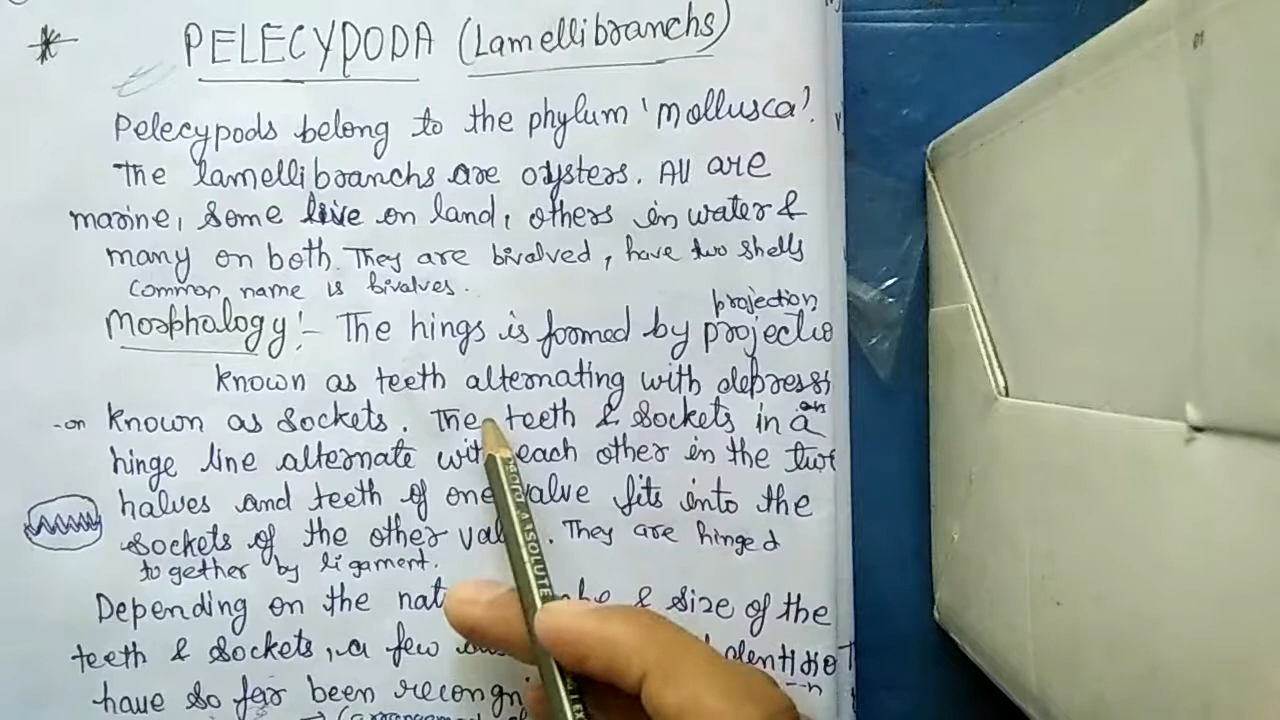 PELECYPODA (Lamellibranchs)
Pelecypods belong to the phylum 'Mollusca'.
The lamellibranchs are oysters. All are
marine, some live on land, others in water &
many on both. They are bivalved, have two shells
common name is bivalves.
projection
Morphalogy:- The hings is formed by projectio
known as teeth alternating with depressi
-on known as sockets. The teeth & sockets in a
an
hinge line alternate with each other in the two
halves and teeth of one valve fits into the
sockets of the other val. They are hinged
together by ligament.
Depending on the nat & size of the
teeth & sockets, a few
have so far been recogni